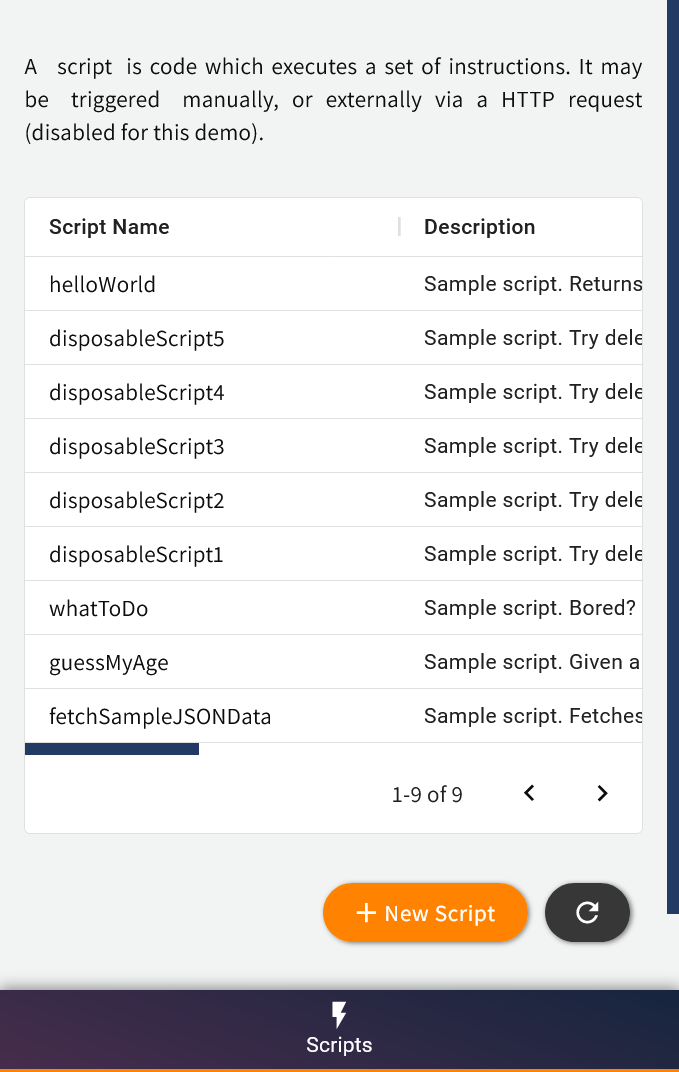 A script is code which executes a set of instructions. It may
be triggered manually, or externally via a HTTP request
(disabled for this demo).
Script Name Description
helloWorld Sample script. Returns
disposableScript5 Sample script. Try dele
disposableScript4 Sample script. Try dele
disposableScript3 Sample script. Try dele
disposableScript2 Sample script. Try dele
disposableScript1 Sample script. Try dele
whatToDo Sample script. Bored?
guessMyAge Sample script. Given a
fetchSampleJSONData Sample script. Fetches
1-9 of 9
+ New Script
Scripts